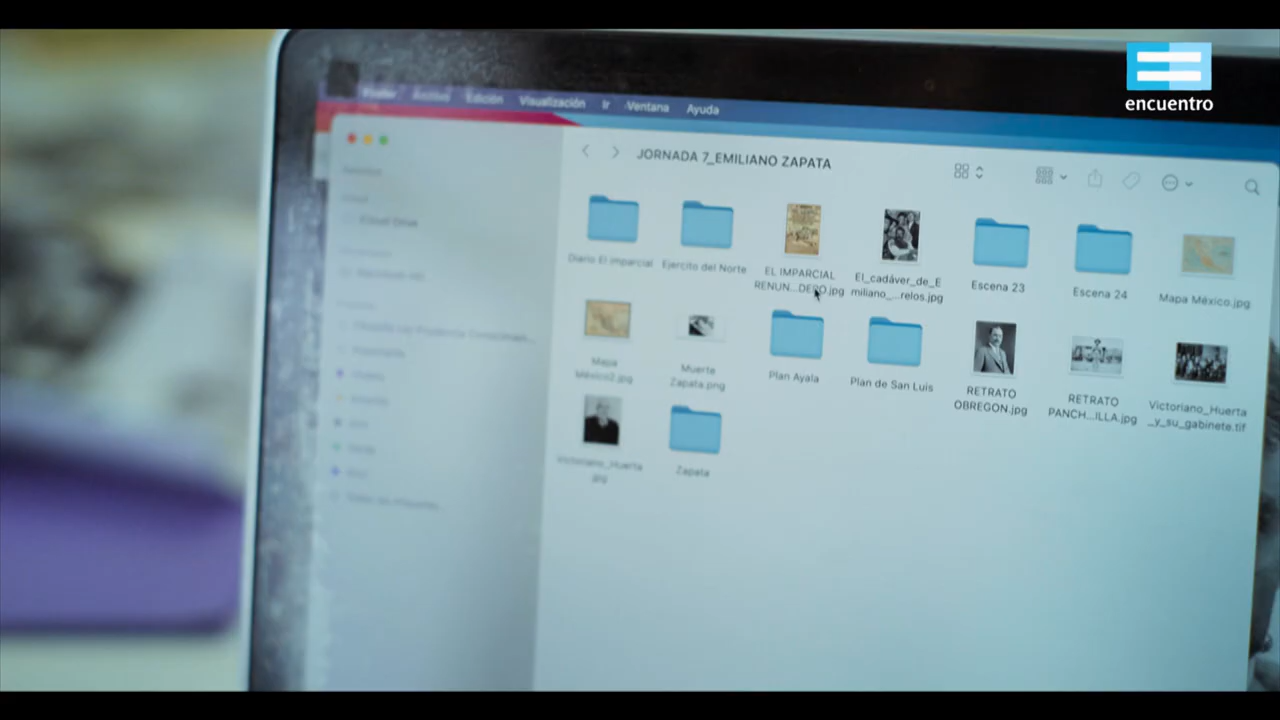 encuentro
Edición Visualización Ir Ventana Ayuda
JORNADA 7_EMILIANO ZAPATA
iCloud Drive
Diario El imparcial
Ejercito del Norte
EL IMPARCIAL
RENUN...DERO.jpg
El_cadáver_de_E
miliano_...relos.jpg
Escena 23
Escena 24
Mapa México.jpg
Mapa
México2.jpg
Muerte
Zapata.png
Plan Ayala
Plan de San Luis
RETRATO
OBREGON.jpg
RETRATO
PANCH...ILLA.jpg
Victoriano_Huerta
_y_su_gabinete.tif
Victoriano_Huerta
.jpg
Zapata